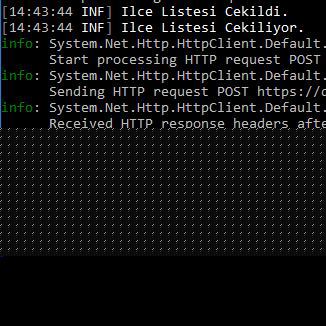 [14:43:44 INF] Ilce Listesi Cekildi.
[14:43:44 INF] Ilce Listesi Cekiliyor.
info: System.Net.Http.HttpClient.Default.
Start processing HTTP request POST
info: System.Net.Http.HttpClient.Default.
Sending HTTP request POST https://
info: System.Net.Http.HttpClient.Default.
Received HTTP response headers afte